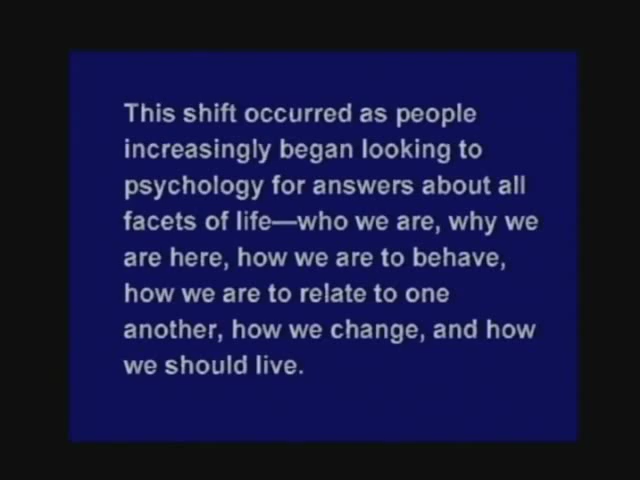 This shift occurred as people
increasingly began looking to
psychology for answers about all
facets of life—who we are, why we
are here, how we are to behave,
how we are to relate to one
another, how we change, and how
we should live.